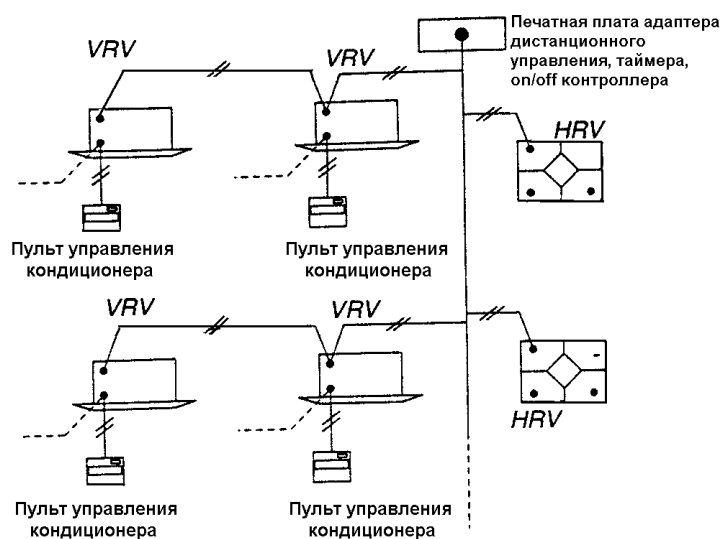 Печатная плата адаптера
дистанционного
управления, таймера,
on/off контроллера
VRV
VRV
HRV
Пульт управления
кондиционера
Пульт управления
кондиционера
VRV
VRV
HRV
Пульт управления
кондиционера
Пульт управления
кондиционера